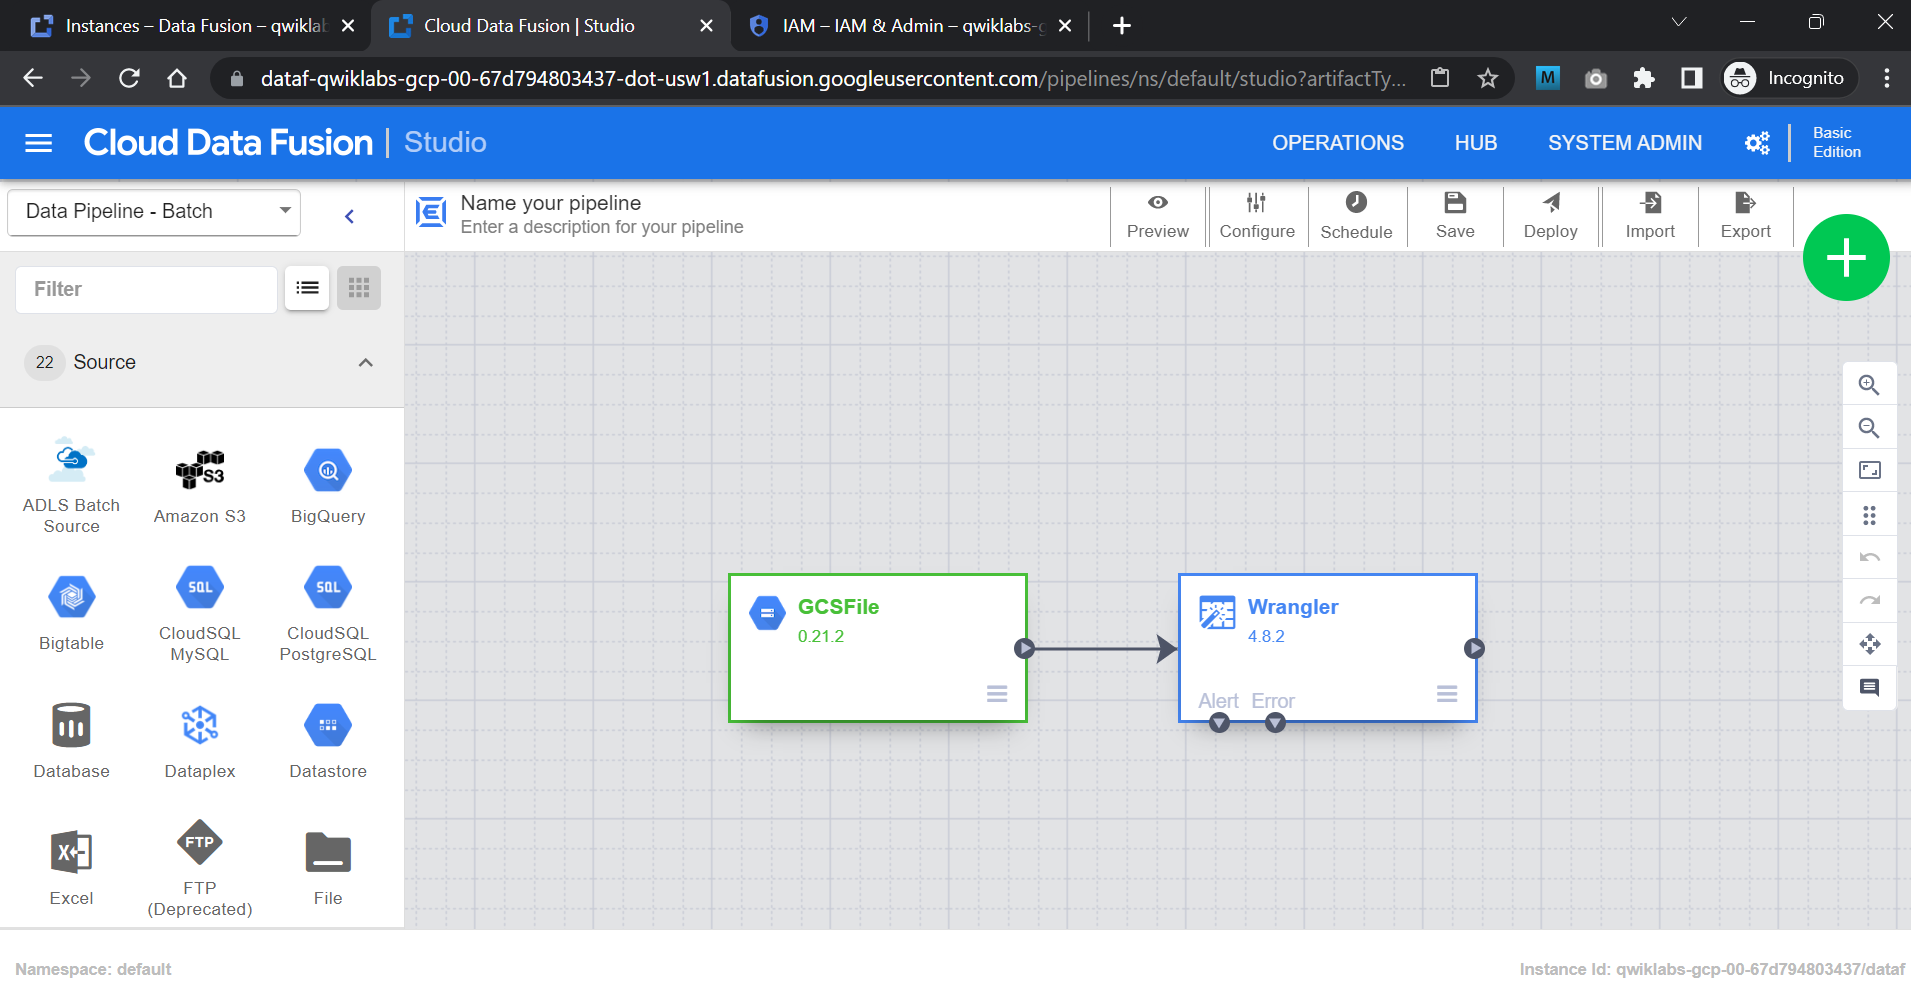 Instances – Data Fusion – qwiklab
Cloud Data Fusion | Studio
IAM – IAM & Admin – qwiklabs-g
dataf-qwiklabs-gcp-00-67d794803437-dot-usw1.datafusion.googleusercontent.com/pipelines/ns/default/studio?artifactTy...
M
Incognito
Cloud Data Fusion | Studio
OPERATIONS
HUB
SYSTEM ADMIN
Basic
Edition
Data Pipeline - Batch
Name your pipeline
Enter a description for your pipeline
Preview
Configure
Schedule
Save
Deploy
Import
Export
Filter
22 Source
ADLS Batch
Source
S3
Amazon S3
BigQuery
Bigtable
SQL
CloudSQL
MySQL
SQL
CloudSQL
PostgreSQL
Database
Dataplex
Datastore
X
Excel
FTP
FTP
(Deprecated)
File
GCSFile
0.21.2
Wrangler
4.8.2
Alert Error
Namespace: default
Instance Id: qwiklabs-gcp-00-67d794803437/dataf